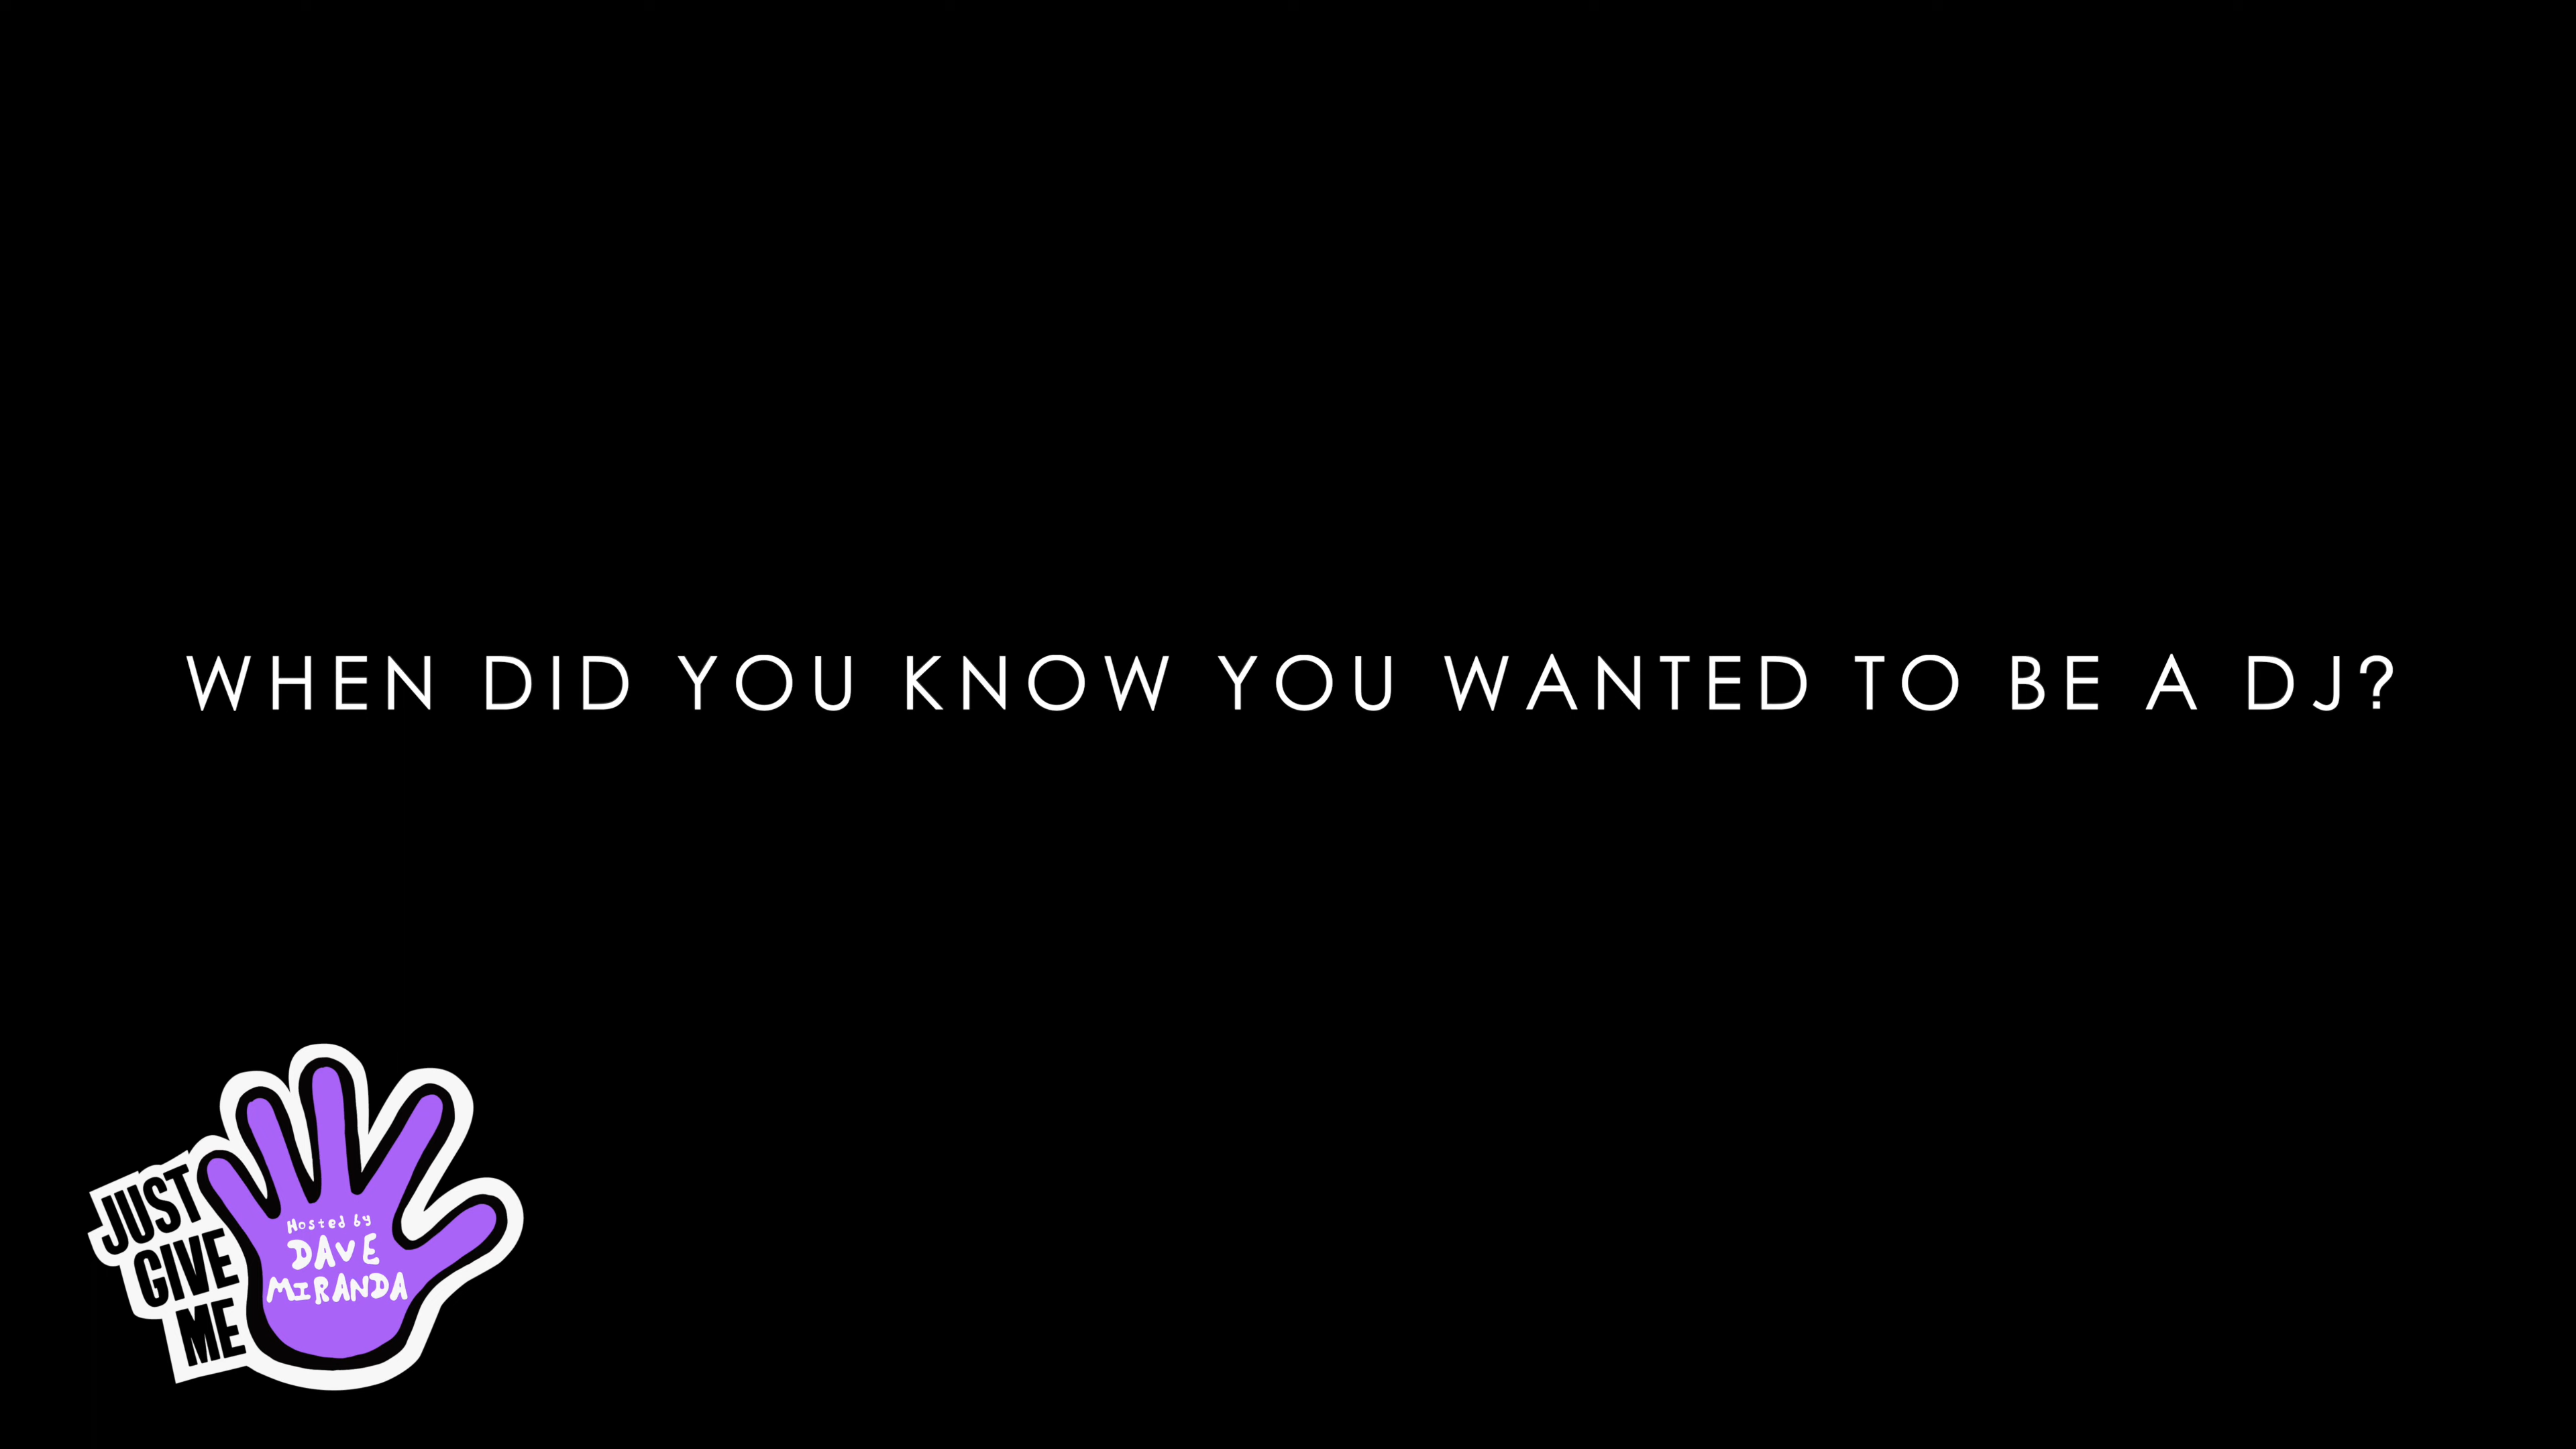 WHEN DID YOU KNOW YOU WANTED TO BE A DJ?
JUST
GIVE
ME
Hosted by
DAVE
MIRANDA